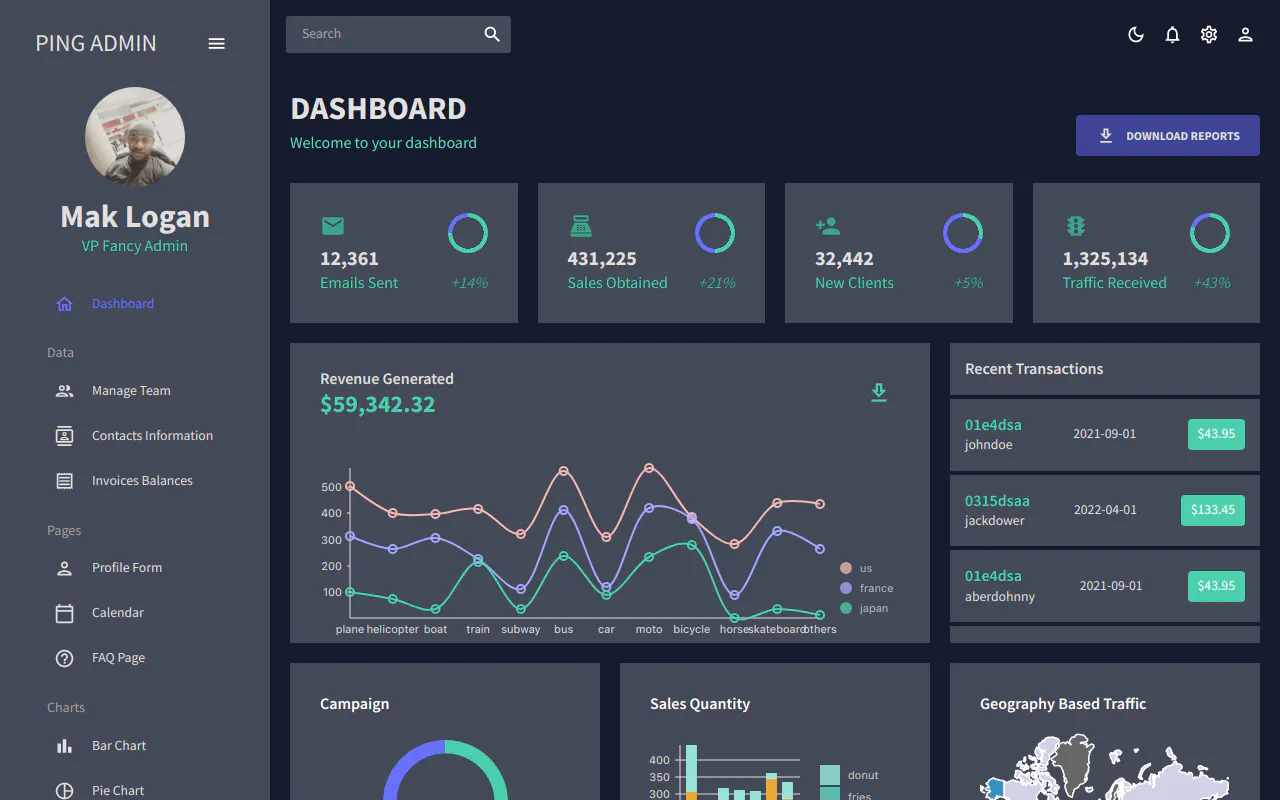 PING ADMIN
Mak Logan
VP Fancy Admin
Dashboard
Data
Manage Team
Contacts Information
Invoices Balances
Pages
Profile Form
Calendar
FAQ Page
Charts
Bar Chart
Pie Chart
Search
DASHBOARD
Welcome to your dashboard
DOWNLOAD REPORTS
12,361
Emails Sent +14%
431,225
Sales Obtained +21%
32,442
New Clients +5%
1,325,134
Traffic Received +43%
Revenue Generated
$59,342.32
500
400
300
200
100
plane helicopter boat train subway bus car moto bicycle horse skateboard others
us
france
japan
Recent Transactions
01e4dsa
johndoe
2021-09-01
$43.95
0315dsaa
jackdower
2022-04-01
$133.45
01e4dsa
aberdohnny
2021-09-01
$43.95
Campaign
Sales Quantity
400
350
300
donut
fries
Geography Based Traffic